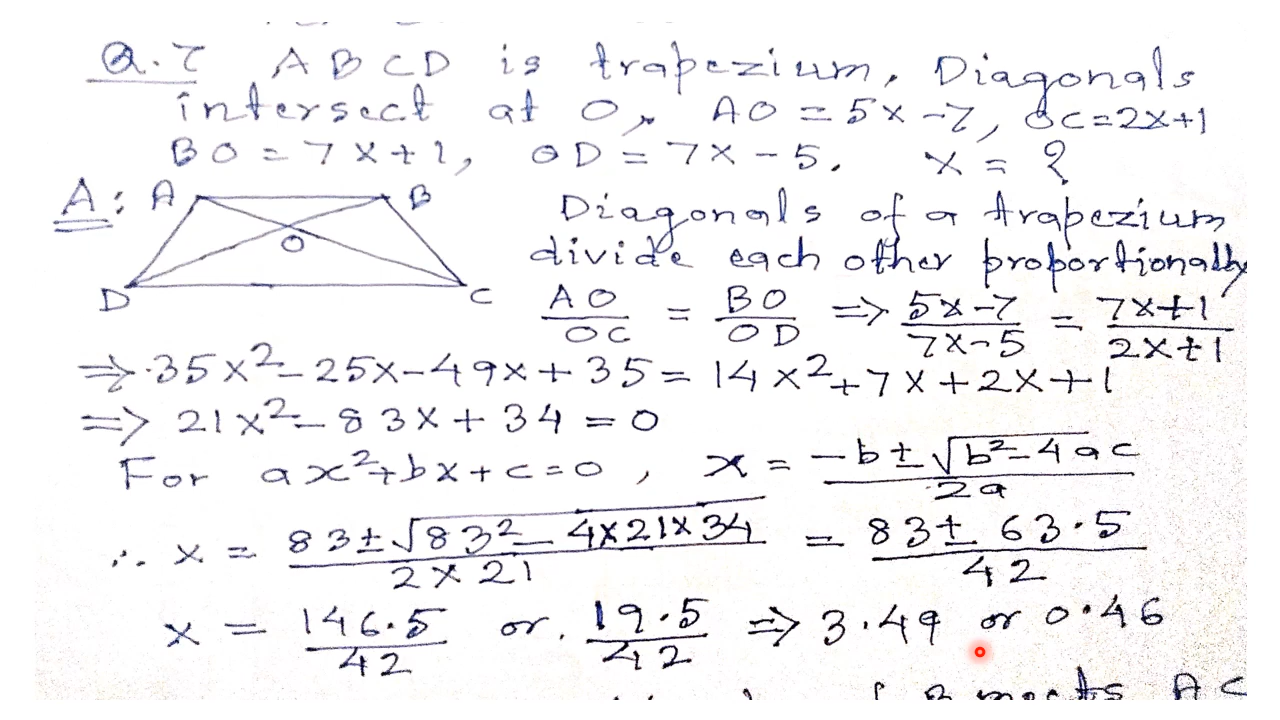 Q.7 ABCD is trapezium, Diagonals
intersect at O, AO = 5x-7, OC=2x+1
BO = 7x+1, OD = 7x-5. x = ?
A:
A B
O
D C
Diagonals of a trapezium
divide each other proportionally
AO/OC = BO/OD => 5x-7/7x-5 = 7x+1/2x+1
=> 35x²-25x-49x+35 = 14x²+7x+2x+1
=> 21x²-83x+34=0
For ax²+bx+c=0, x = -b±√b²-4ac/2a
∴ x = 83±√83²-4×21×34/2×21 = 83±63.5/42
x = 146.5/42 or. 19.5/42 => 3.49 or 0.46